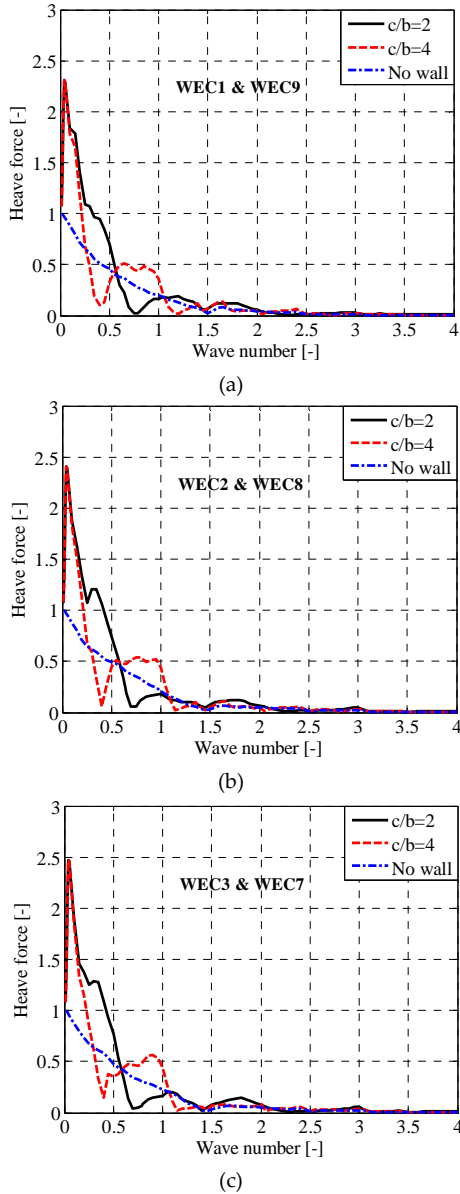 3
2.5
2
1.5
1
0.5
0
Heave force [-]
WEC1 & WEC9
c/b=2
c/b=4
No wall
0 0.5 1 1.5 2 2.5 3 3.5 4
Wave number [-]
(a)
3
2.5
2
1.5
1
0.5
0
Heave force [-]
WEC2 & WEC8
c/b=2
c/b=4
No wall
0 0.5 1 1.5 2 2.5 3 3.5 4
Wave number [-]
(b)
3
2.5
2
1.5
1
0.5
0
Heave force [-]
WEC3 & WEC7
c/b=2
c/b=4
No wall
0 0.5 1 1.5 2 2.5 3 3.5 4
Wave number [-]
(c)